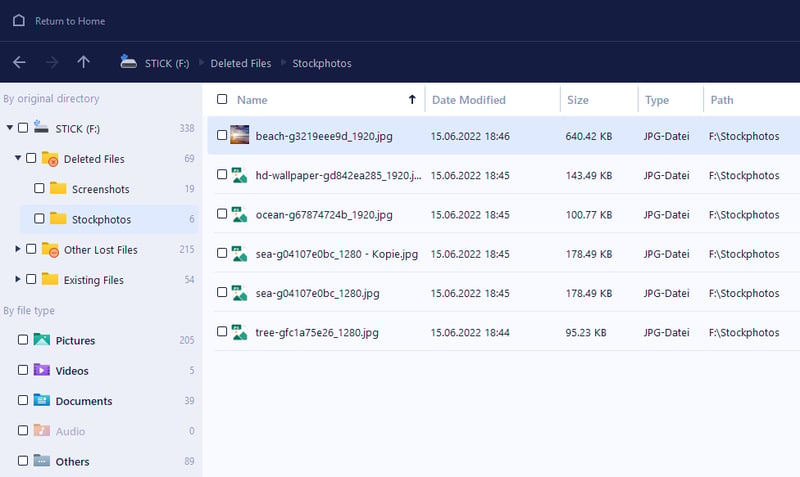 Return to Home
STICK (F:) Deleted Files Stockphotos
By original directory
STICK (F:) 338
Deleted Files 69
Screenshots 19
Stockphotos 6
Other Lost Files 215
Existing Files 54
By file type
Pictures 205
Videos 5
Documents 39
Audio 0
Others 89
Name Date Modified Size Type Path
beach-g3219eee9d_1920.jpg 15.06.2022 18:46 640.42 KB JPG-Datei F:\Stockphotos
hd-wallpaper-gd842ea285_1920.j... 15.06.2022 18:45 143.49 KB JPG-Datei F:\Stockphotos
ocean-g67874724b_1920.jpg 15.06.2022 18:45 100.77 KB JPG-Datei F:\Stockphotos
sea-g04107e0bc_1280 - Kopie.jpg 15.06.2022 18:45 178.49 KB JPG-Datei F:\Stockphotos
sea-g04107e0bc_1280.jpg 15.06.2022 18:45 178.49 KB JPG-Datei F:\Stockphotos
tree-gfc1a75e26_1280.jpg 15.06.2022 18:44 95.23 KB JPG-Datei F:\Stockphotos